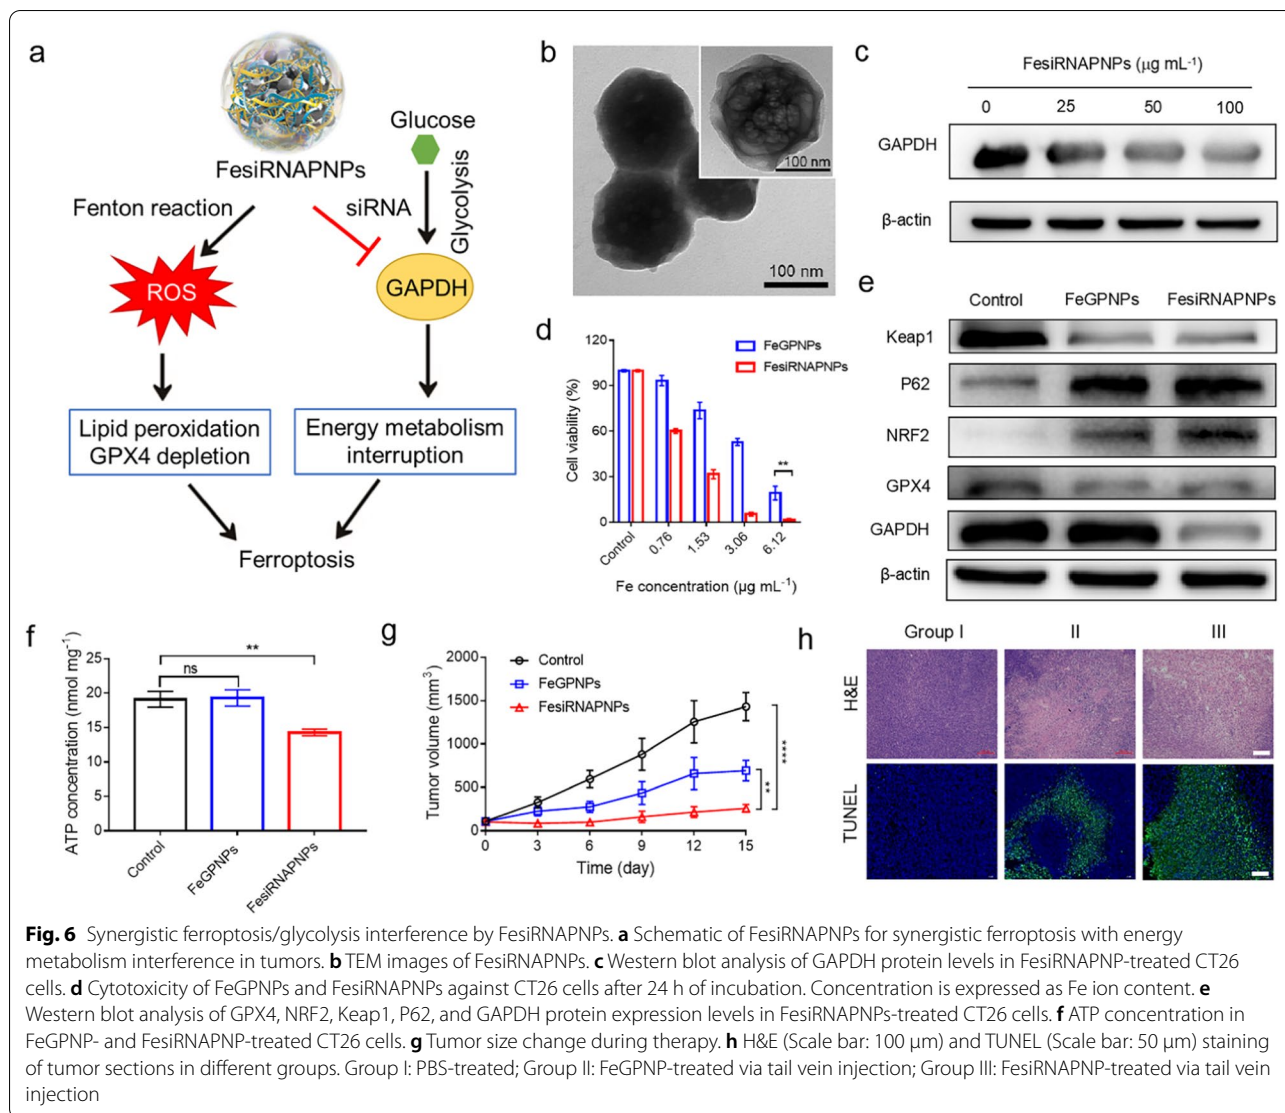 a
FesiRNAPNPs
Glucose
Glycolysis
Fenton reaction
siRNA
ROS
GAPDH
Lipid peroxidation
GPX4 depletion
Energy metabolism
interruption
Ferroptosis
b
100 nm
100 nm
c
FesiRNAPNPs (μg mL-1)
0 25 50 100
GAPDH
β-actin
d
FeGPNPs
FesiRNAPNPs
Cell viability (%)
120
90
60
30
0
**
Control 0.76 1.53 3.06 6.12
Fe concentration (μg mL-1)
e
Control FeGPNPs FesiRNAPNPs
Keap1
P62
NRF2
GPX4
GAPDH
β-actin
f
ATP concentration (nmol mg-1)
25
20
15
10
5
0
**
ns
Control FeGPNPs FesiRNAPNPs
g
Tumor volume (mm3)
2000
1500
1000
500
0
Control
FeGPNPs
FesiRNAPNPs
**
****
0 3 6 9 12 15
Time (day)
h
Group I II III
H&E
TUNEL
Fig. 6 Synergistic ferroptosis/glycolysis interference by FesiRNAPNPs. a Schematic of FesiRNAPNPs for synergistic ferroptosis with energy
metabolism interference in tumors. b TEM images of FesiRNAPNPs. c Western blot analysis of GAPDH protein levels in FesiRNAPNP-treated CT26
cells. d Cytotoxicity of FeGPNPs and FesiRNAPNPs against CT26 cells after 24 h of incubation. Concentration is expressed as Fe ion content. e
Western blot analysis of GPX4, NRF2, Keap1, P62, and GAPDH protein expression levels in FesiRNAPNPs-treated CT26 cells. f ATP concentration in
FeGPNP- and FesiRNAPNP-treated CT26 cells. g Tumor size change during therapy. h H&E (Scale bar: 100 μm) and TUNEL (Scale bar: 50 μm) staining
of tumor sections in different groups. Group I: PBS-treated; Group II: FeGPNP-treated via tail vein injection; Group III: FesiRNAPNP-treated via tail vein
injection